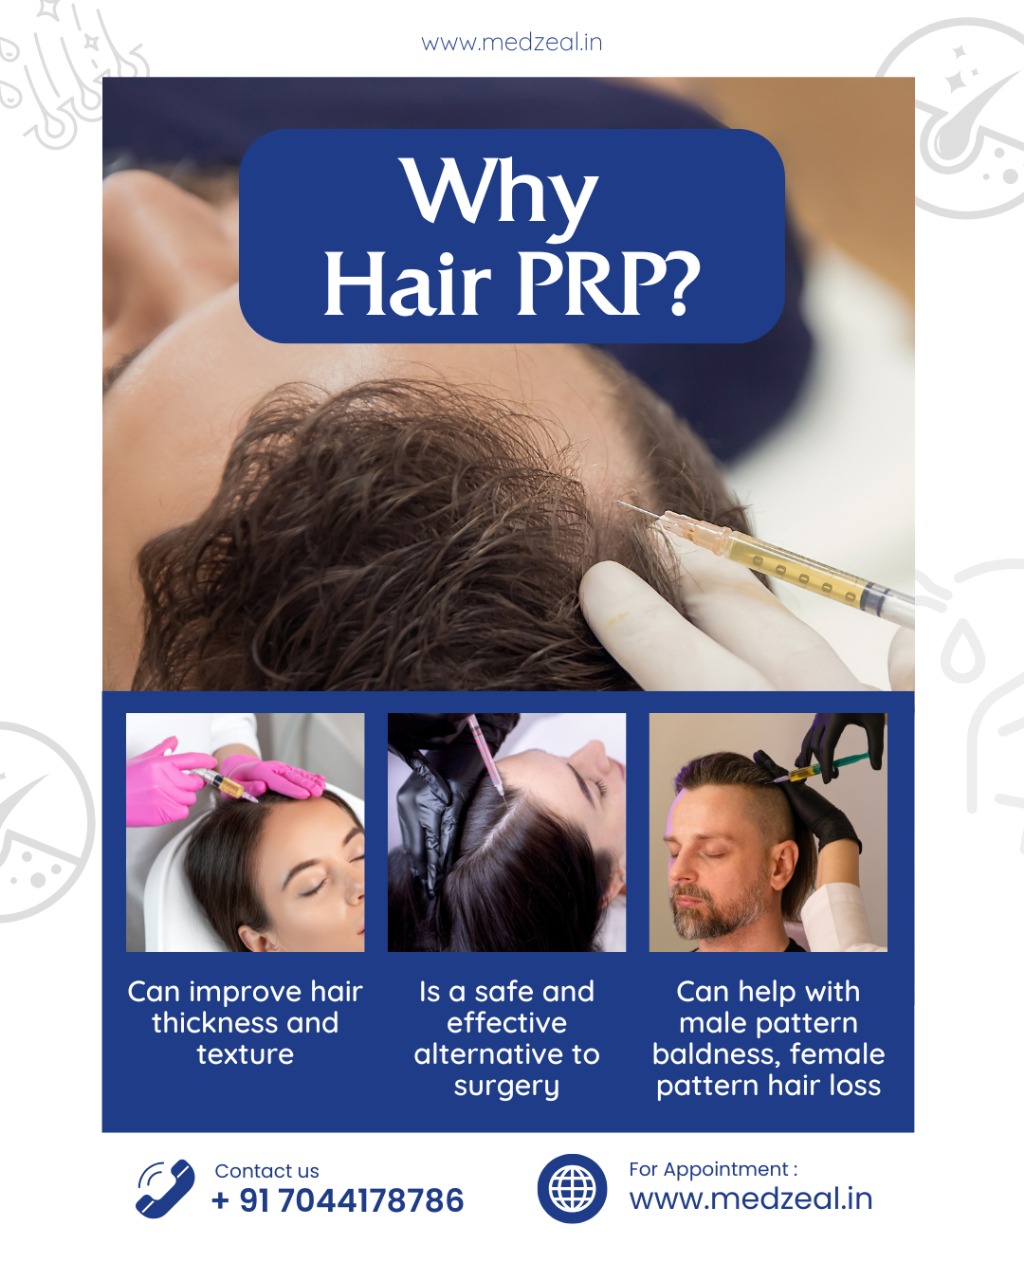 www.medzeal.in
Why
Hair PRP?
Can improve hair
thickness and
texture
Is a safe and
effective
alternative to
surgery
Can help with
male pattern
baldness, female
pattern hair loss
Contact us
+ 91 7044178786
For Appointment :
www.medzeal.in